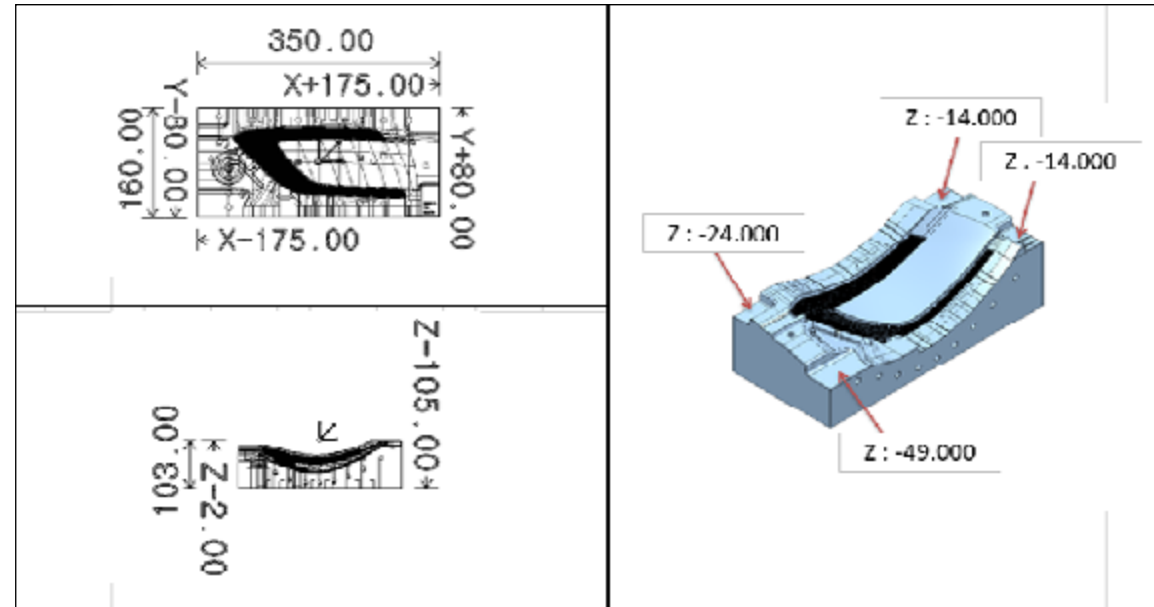 350.00
X+175.00
Y-80.00
160.00
Y+80.00
X-175.00
Z-105.00
103.00
Z-2.00
Z : -14.000
Z . -14.000
Z : -24.000
Z : -49.000